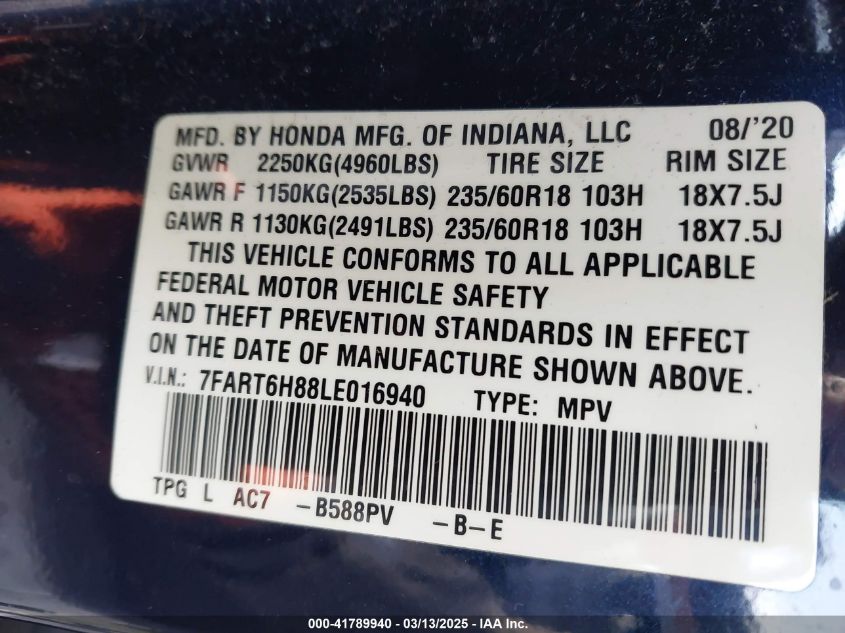 MFD. BY HONDA MFG. OF INDIANA, LLC 08/'20
GVWR 2250KG(4960LBS) TIRE SIZE RIM SIZE
GAWR F 1150KG(2535LBS) 235/60R18 103H 18X7.5J
GAWR R 1130KG(2491LBS) 235/60R18 103H 18X7.5J
THIS VEHICLE CONFORMS TO ALL APPLICABLE
FEDERAL MOTOR VEHICLE SAFETY
AND THEFT PREVENTION STANDARDS IN EFFECT
ON THE DATE OF MANUFACTURE SHOWN ABOVE.
V.I.N.: 7FART6H88LE016940 TYPE: MPV
TPG L AC7 -B588PV -B-E
000-41789940 - 03/13/2025 - IAA Inc.